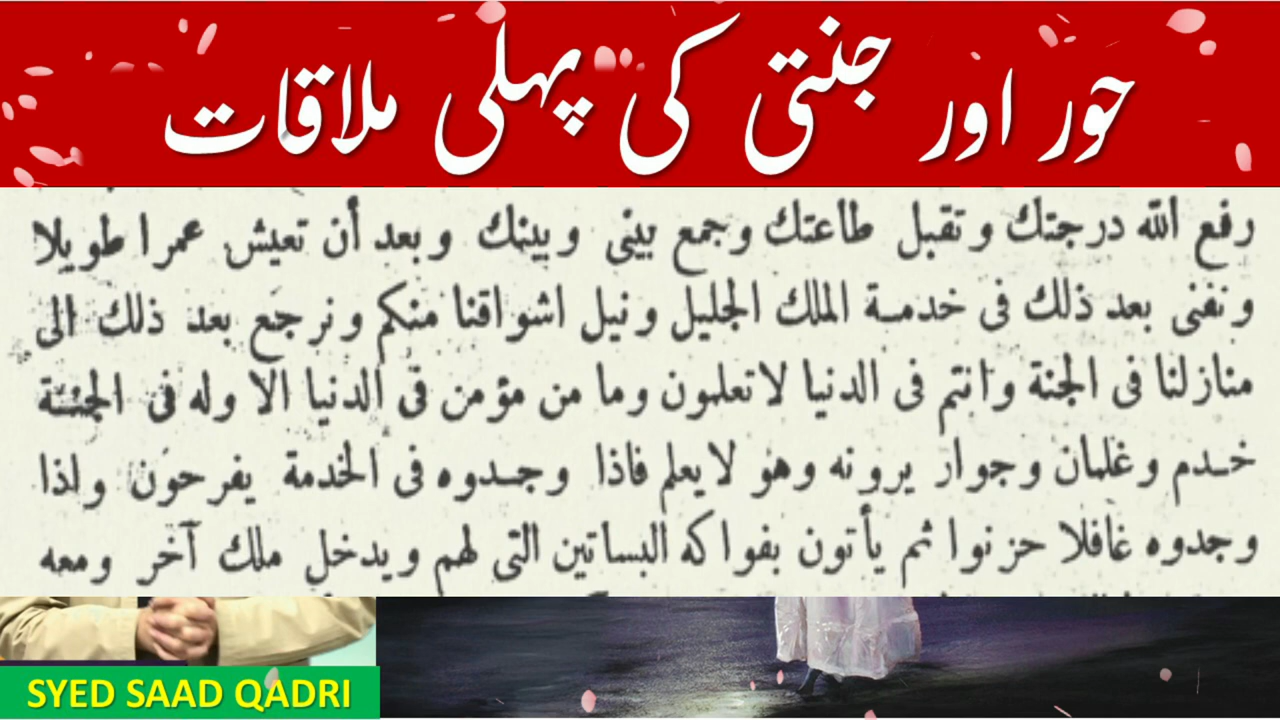 حور اور جنتی کی پہلی ملاقات
رفع الله درجتك وتقبل طاعتك وجمع بينى وبينك وبعد أن تعيش عمرا طويلا
ونفنى بعد ذلك فى خدمة الملك الجليل ونيل اشواقنا منكم ونرجع بعد ذلك الى
منازلنا فى الجنة وانتم فى الدنيا لاتعلمون وما من مؤمن فى الدنيا الا وله فى الجنة
خدم وغلمان وجوار يرونه وهو لايعلم فاذا وجدوه فى الخدمة يفرحون واذا
وجدوه غافلا حزنوا ثم يأتون بفواكه البساتين التى لهم ويدخل ملك آخر ومعه
SYED SAAD QADRI